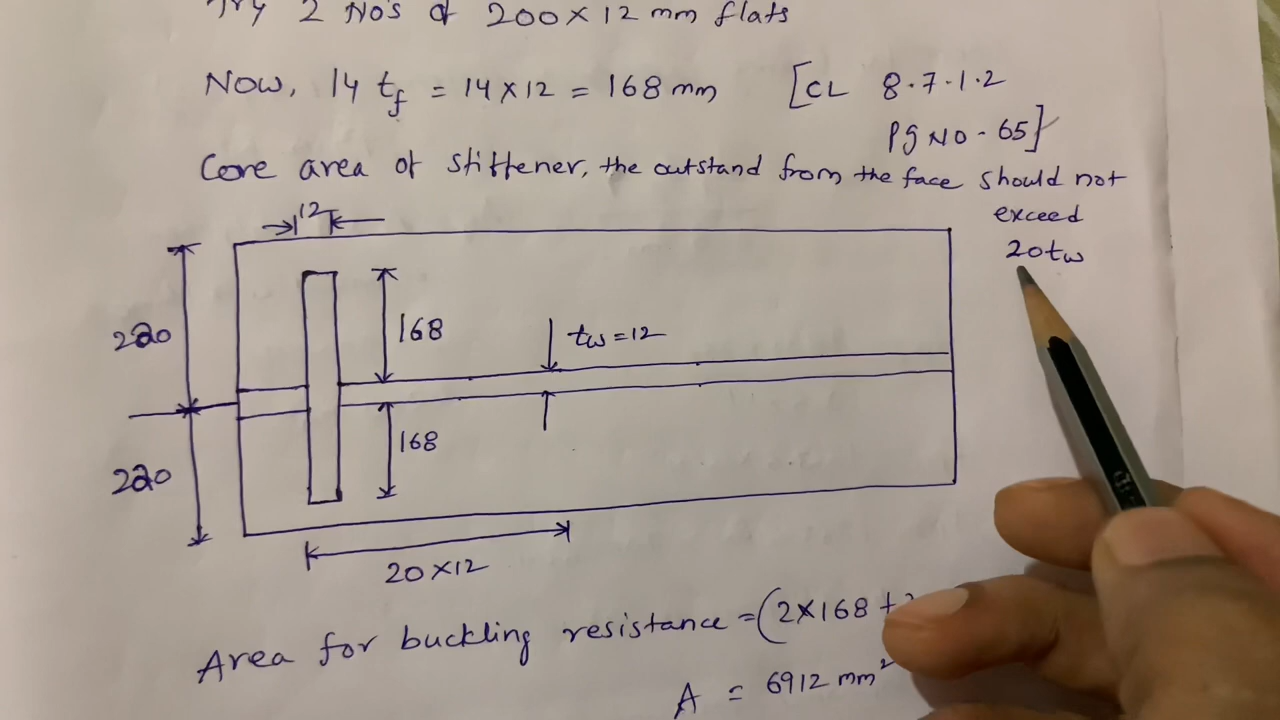 Try 2 No's of 200 × 12 mm flats
Now, 14 tf = 14 × 12 = 168 mm [CL 8.7.1.2
Pg NO - 65]
Core area of stiffener, the outstand from the face should not
exceed
20tw
12
220
168
tw = 12
220
168
20 × 12
Area for buckling resistance = (2 × 168 +
A = 6912 mm²